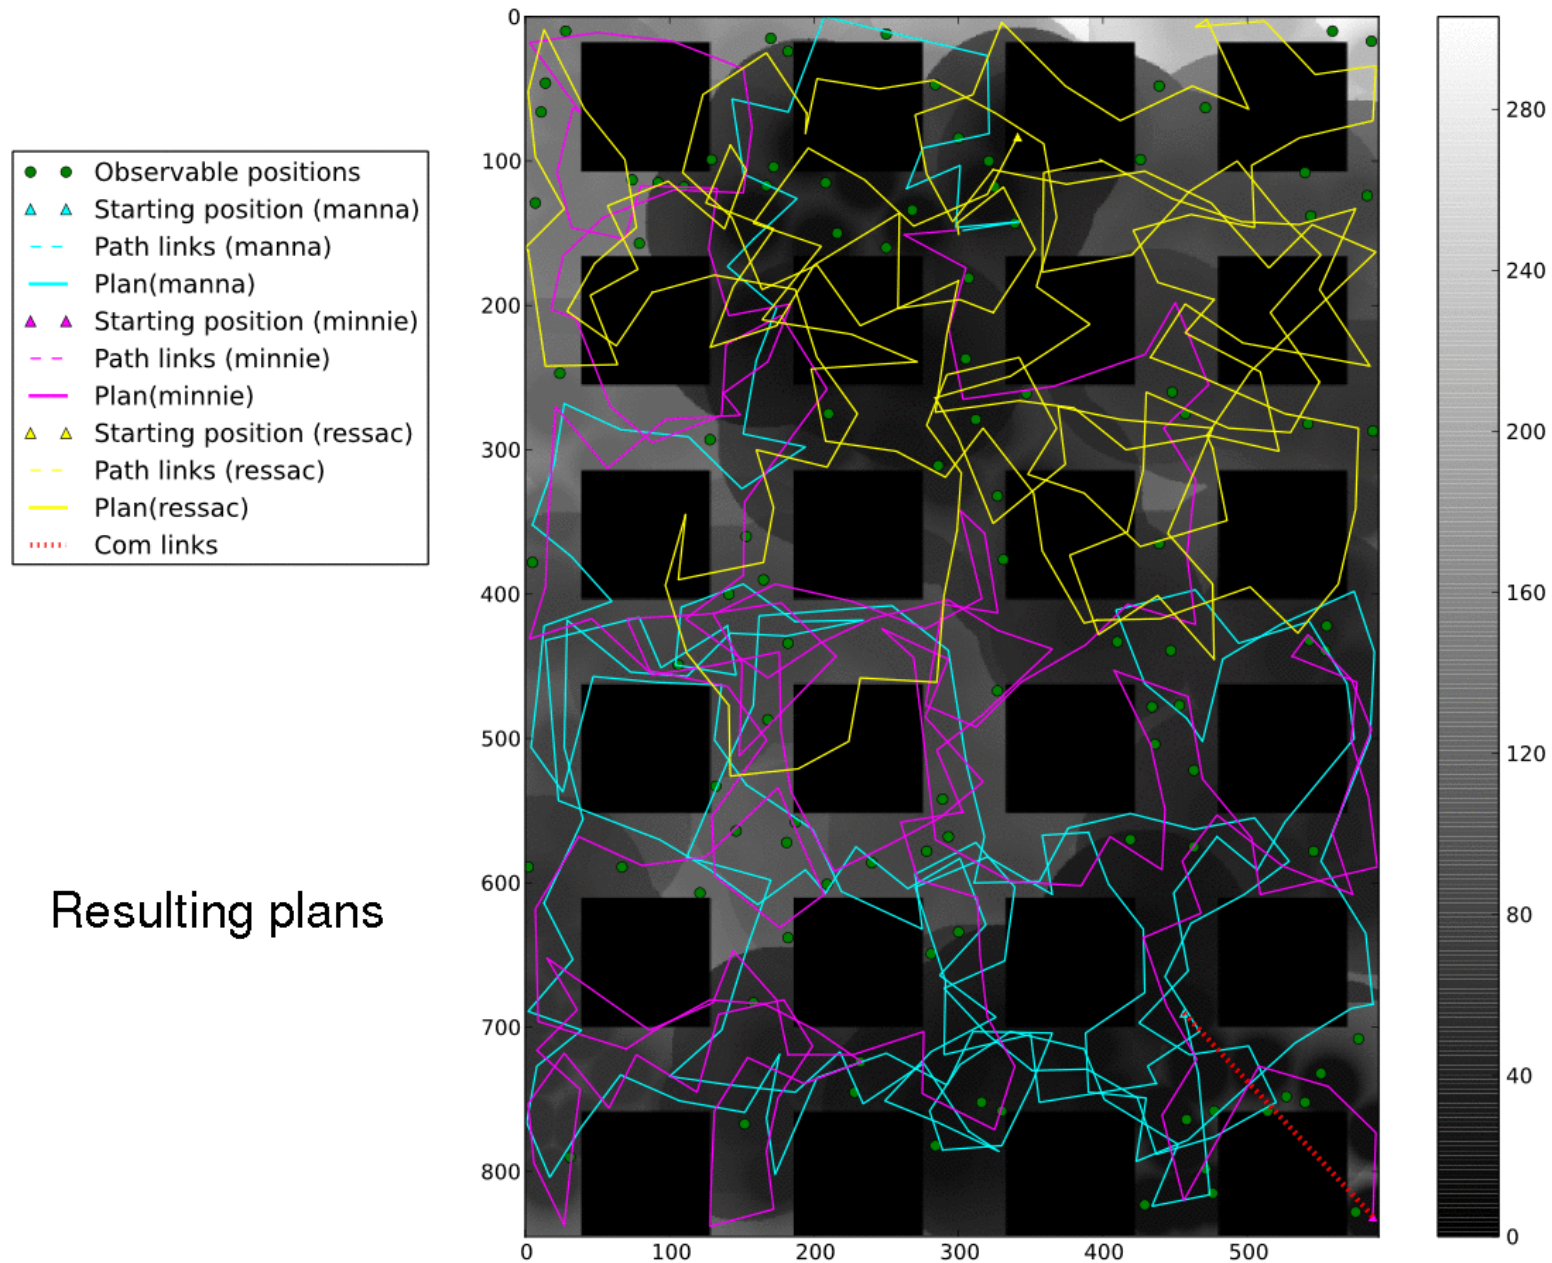 Observable positions
Starting position (manna)
Path links (manna)
Plan(manna)
Starting position (minnie)
Path links (minnie)
Plan(minnie)
Starting position (ressac)
Path links (ressac)
Plan(ressac)
Com links
Resulting plans
0
100
200
300
400
500
600
700
800
0 100 200 300 400 500
280
240
200
160
120
80
40
0